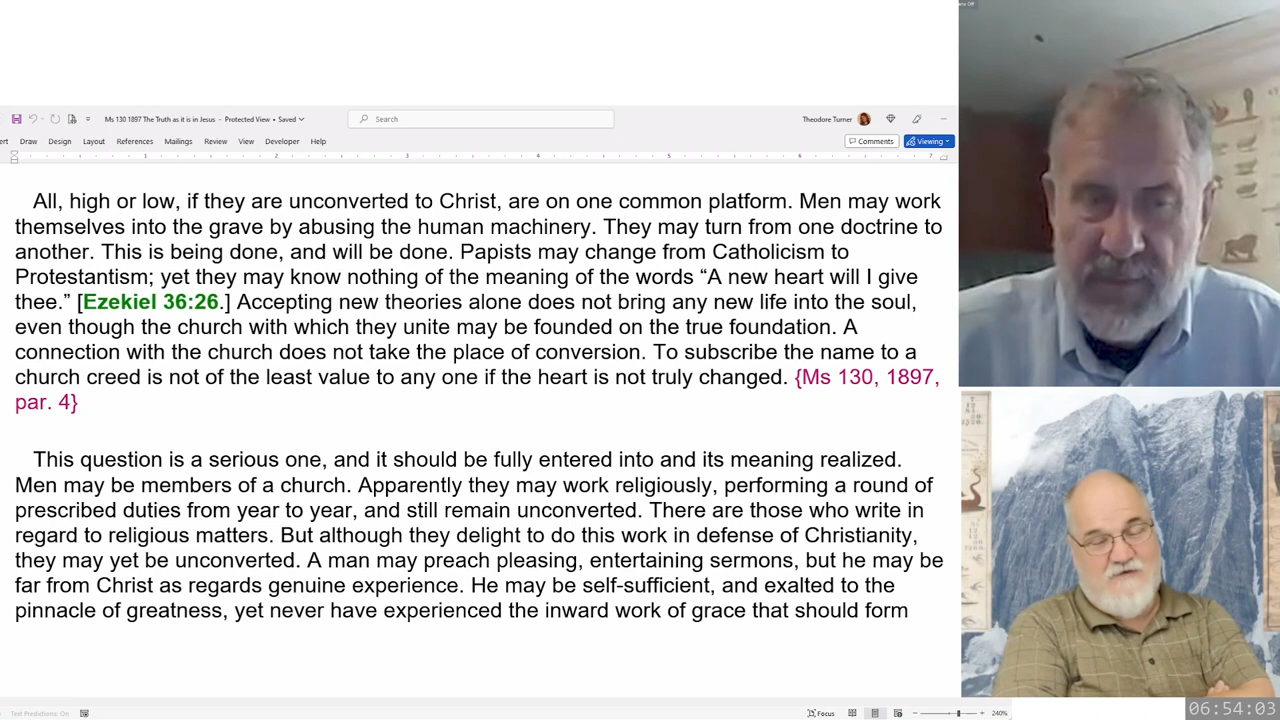 Ms 130 1897 The Truth as it is in Jesus - Protected View • Saved
Search
Theodore Turner
Draw Design Layout References Mailings Review View Developer Help
Comments Viewing
1 2 3 4 5 6 7
All, high or low, if they are unconverted to Christ, are on one common platform. Men may work
themselves into the grave by abusing the human machinery. They may turn from one doctrine to
another. This is being done, and will be done. Papists may change from Catholicism to
Protestantism; yet they may know nothing of the meaning of the words “A new heart will I give
thee.” [Ezekiel 36:26.] Accepting new theories alone does not bring any new life into the soul,
even though the church with which they unite may be founded on the true foundation. A
connection with the church does not take the place of conversion. To subscribe the name to a
church creed is not of the least value to any one if the heart is not truly changed. {Ms 130, 1897,
par. 4}
This question is a serious one, and it should be fully entered into and its meaning realized.
Men may be members of a church. Apparently they may work religiously, performing a round of
prescribed duties from year to year, and still remain unconverted. There are those who write in
regard to religious matters. But although they delight to do this work in defense of Christianity,
they may yet be unconverted. A man may preach pleasing, entertaining sermons, but he may be
far from Christ as regards genuine experience. He may be self-sufficient, and exalted to the
pinnacle of greatness, yet never have experienced the inward work of grace that should form
Text Predictions: On
Focus
240%
06:54:03